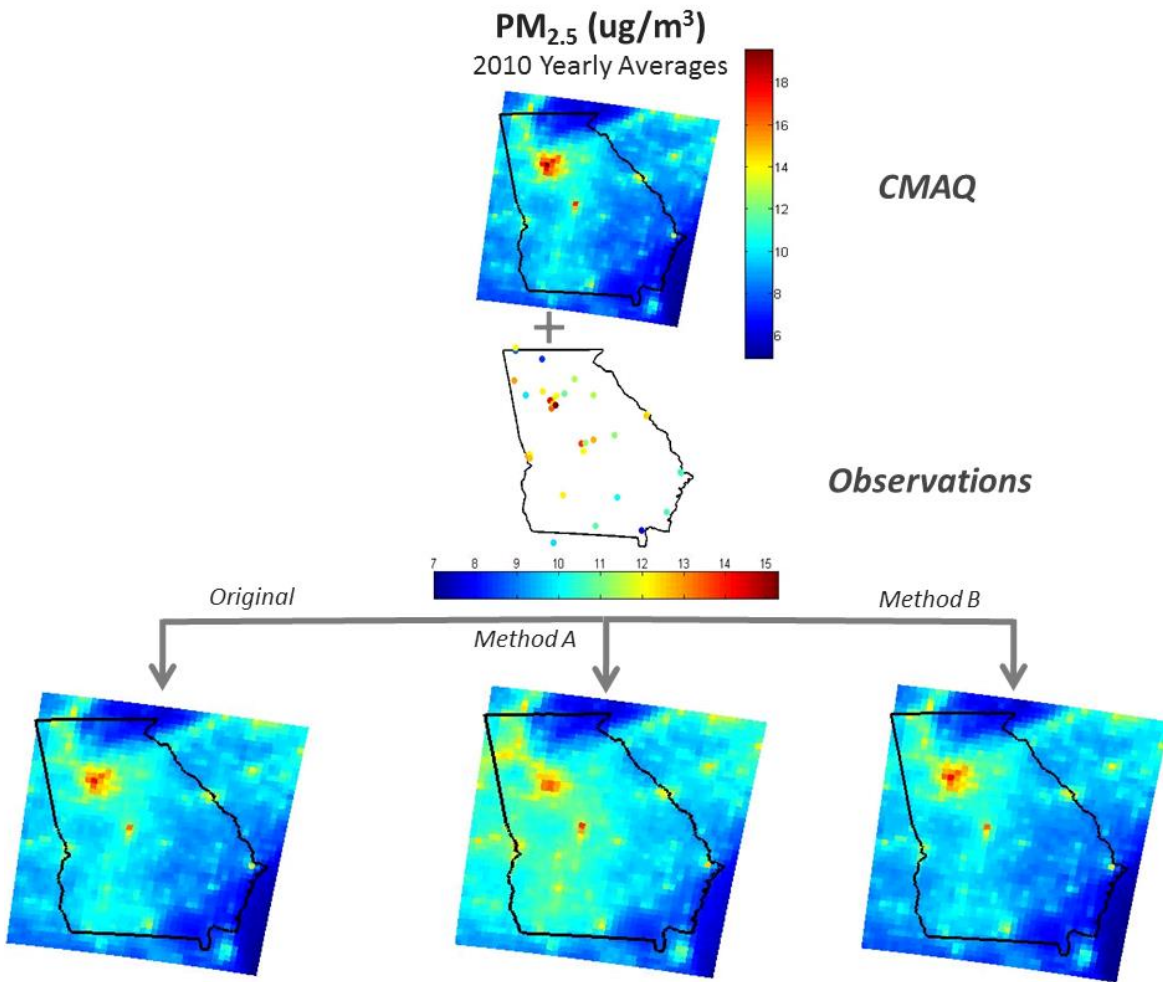 PM2.5 (ug/m³)
2010 Yearly Averages
18
16
14
12
10
8
6
CMAQ
+
Observations
7 8 9 10 11 12 13 14 15
Original
Method A
Method B